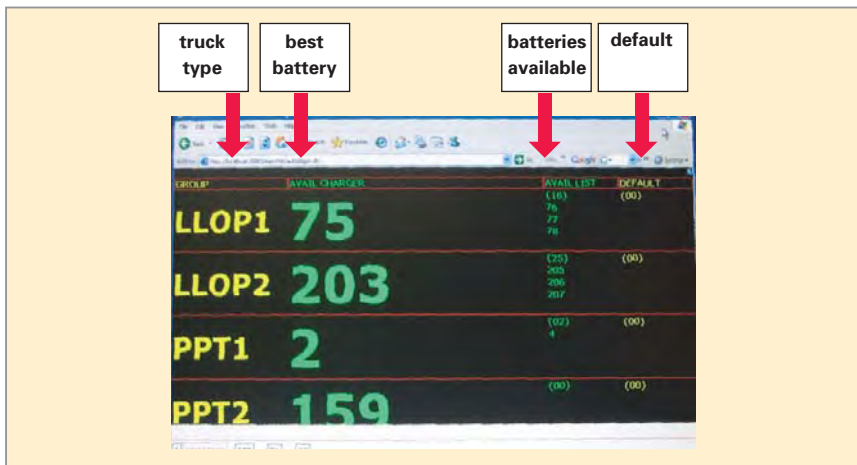 truck type
best battery
batteries available
default
GROUP AVAIL CHARGER AVAIL LIST DEFAULT
LLOP1 75 (16) (00)
76
77
78
LLOP2 203 (25) (00)
205
206
207
PPT1 2 (02) (00)
4
PPT2 159 (00) (00)